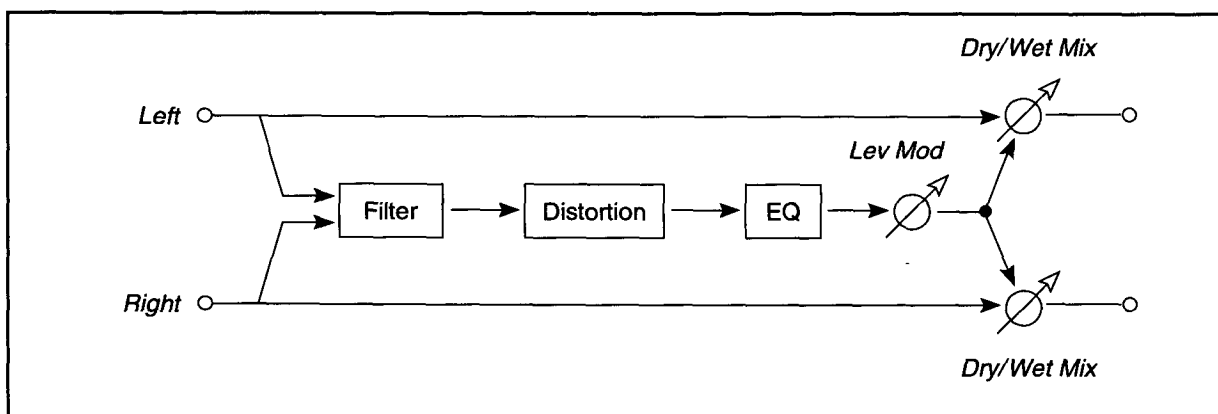 Dry/Wet Mix
Left
Lev Mod
Filter
Distortion
EQ
Right
Dry/Wet Mix